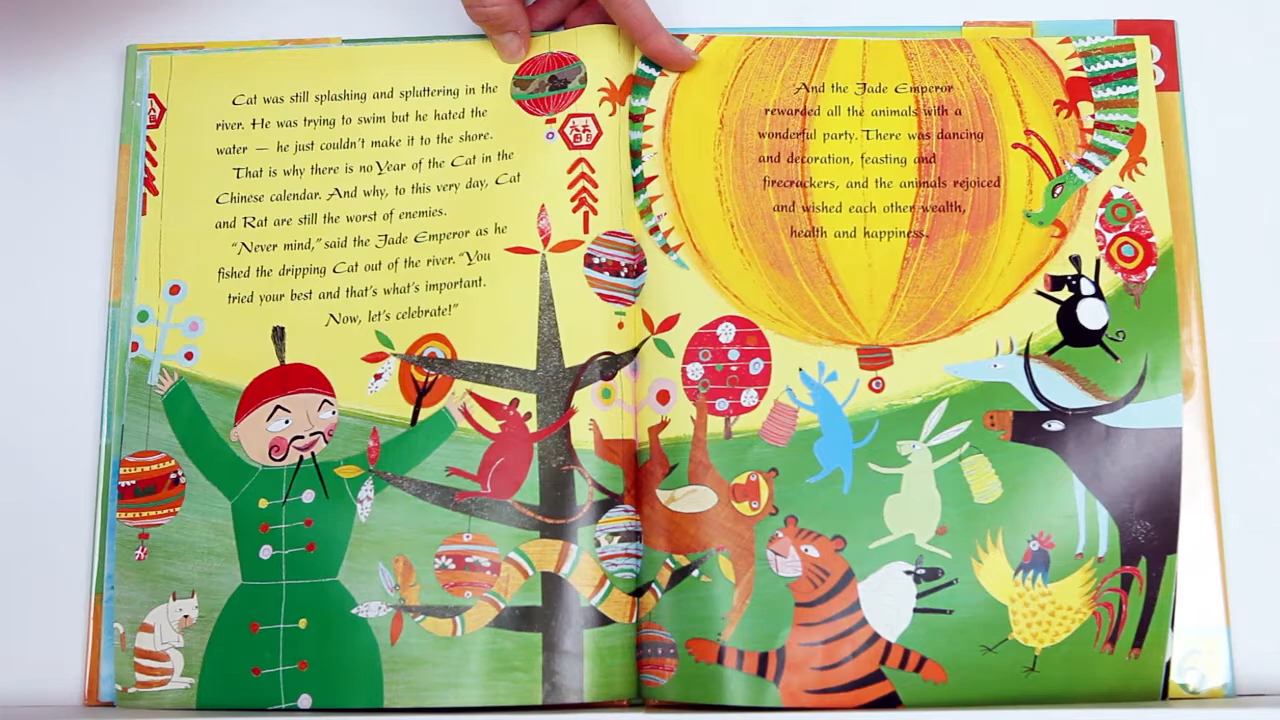 Cat was still splashing and spluttering in the
river. He was trying to swim but he hated the
water — he just couldn't make it to the shore.
That is why there is no Year of the Cat in the
Chinese calendar. And why, to this very day, Cat
and Rat are still the worst of enemies.
"Never mind," said the Jade Emperor as he
fished the dripping Cat out of the river. "You
tried your best and that's what's important.
Now, let's celebrate!"
And the Jade Emperor
rewarded all the animals with a
wonderful party. There was dancing
and decoration, feasting and
firecrackers, and the animals rejoiced
and wished each other wealth,
health and happiness.